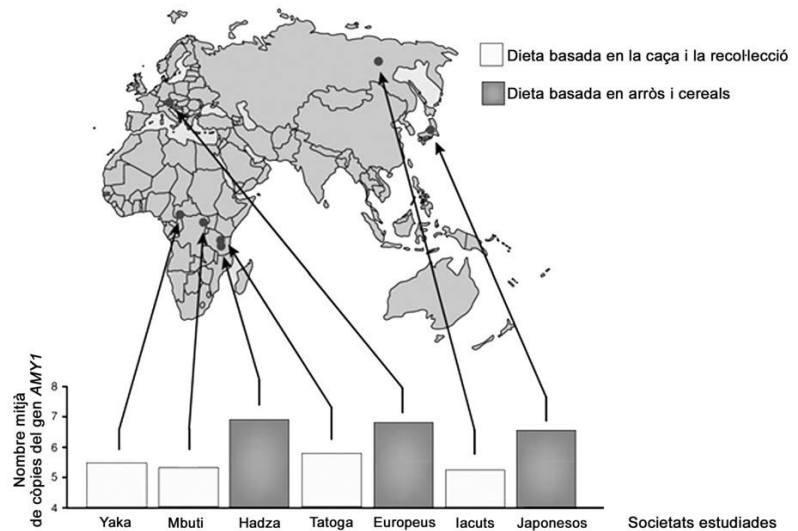 Dieta basada en la caça i la recol·lecció
Dieta basada en arròs i cereals
Nombre mitjà
de còpies del gen AMY1
8
7
6
5
4
Yaka
Mbuti
Hadza
Tatoga
Europeus
Iacuts
Japonesos
Societats estudiades